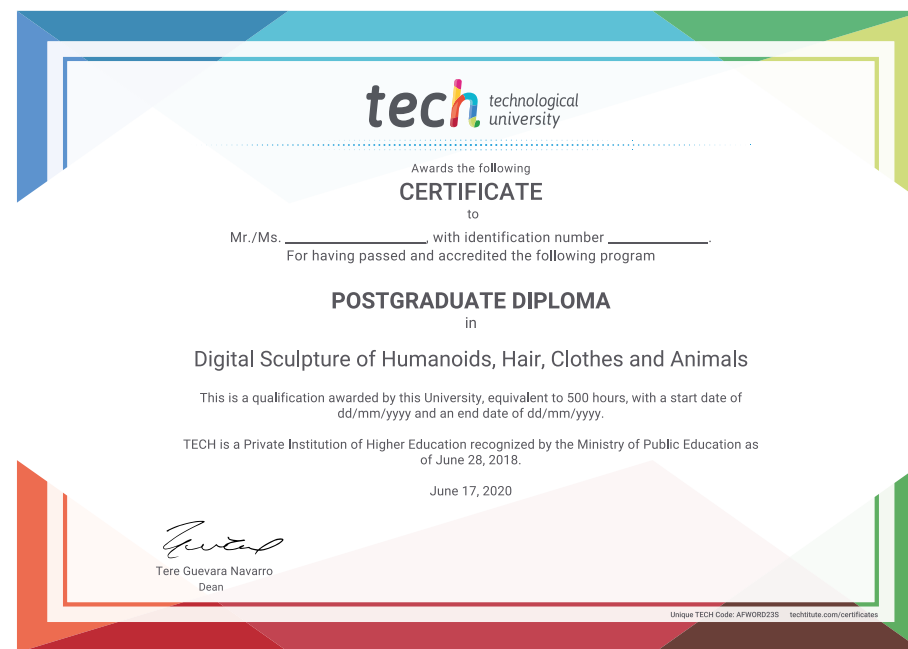 tech technological
university
Awards the following
CERTIFICATE
to
Mr./Ms. ____________________, with identification number ______________.
For having passed and accredited the following program
POSTGRADUATE DIPLOMA
in
Digital Sculpture of Humanoids, Hair, Clothes and Animals
This is a qualification awarded by this University, equivalent to 500 hours, with a start date of
dd/mm/yyyy and an end date of dd/mm/yyyy.
TECH is a Private Institution of Higher Education recognized by the Ministry of Public Education as
of June 28, 2018.
June 17, 2020
Tere Guevara Navarro
Dean
Unique TECH Code: AFWORD23S techtitute.com/certificates